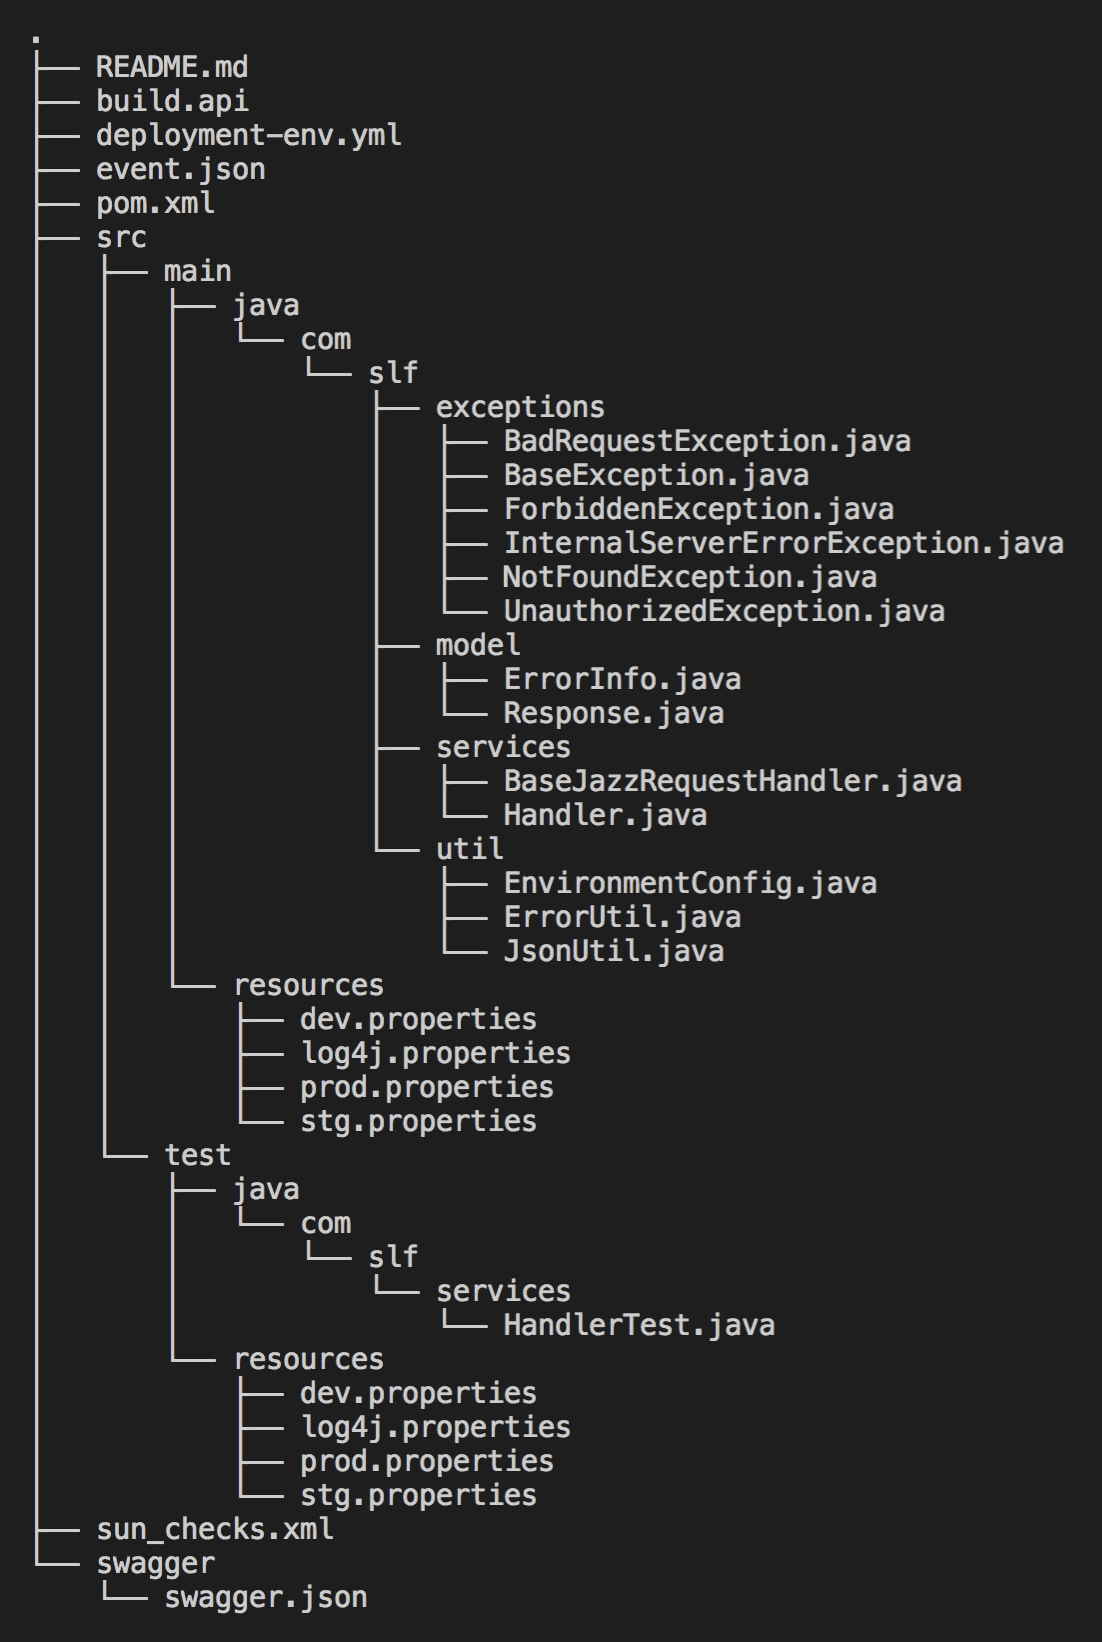 .
├── README.md
├── build.api
├── deployment-env.yml
├── event.json
├── pom.xml
├── src
│   ├── main
│   │   ├── java
│   │   │   └── com
│   │   │       └── slf
│   │   │           ├── exceptions
│   │   │           │   ├── BadRequestException.java
│   │   │           │   ├── BaseException.java
│   │   │           │   ├── ForbiddenException.java
│   │   │           │   ├── InternalServerErrorException.java
│   │   │           │   ├── NotFoundException.java
│   │   │           │   └── UnauthorizedException.java
│   │   │           ├── model
│   │   │           │   ├── ErrorInfo.java
│   │   │           │   └── Response.java
│   │   │           ├── services
│   │   │           │   ├── BaseJazzRequestHandler.java
│   │   │           │   └── Handler.java
│   │   │           └── util
│   │   │               ├── EnvironmentConfig.java
│   │   │               ├── ErrorUtil.java
│   │   │               └── JsonUtil.java
│   │   └── resources
│   │       ├── dev.properties
│   │       ├── log4j.properties
│   │       ├── prod.properties
│   │       └── stg.properties
│   └── test
│       ├── java
│       │   └── com
│       │       └── slf
│       │           └── services
│       │               └── HandlerTest.java
│       └── resources
│           ├── dev.properties
│           ├── log4j.properties
│           ├── prod.properties
│           └── stg.properties
├── sun_checks.xml
└── swagger
    └── swagger.json